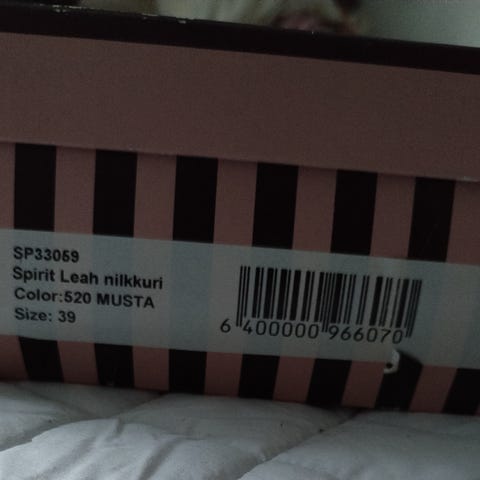 SP33059
Spirit Leah nilkkuri
Color:520 MUSTA
Size: 39
6 400000 966070